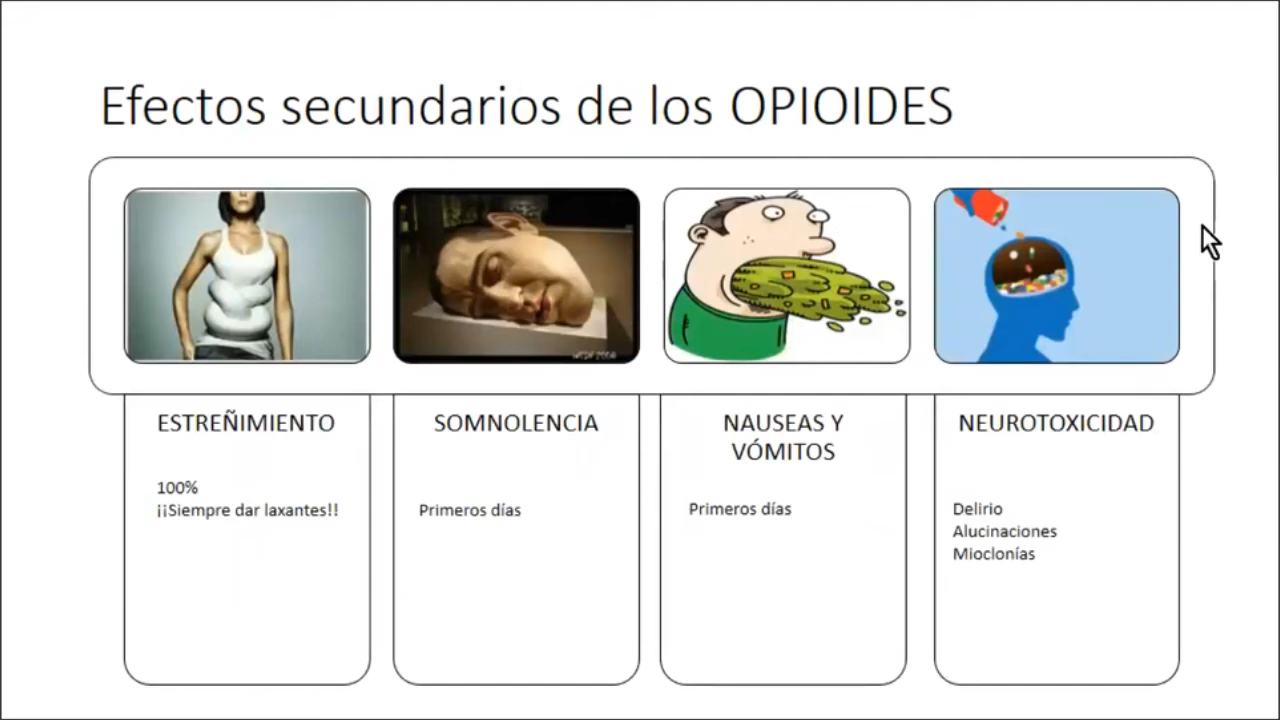 Efectos secundarios de los OPIOIDES
ESTREÑIMIENTO
100%
¡¡Siempre dar laxantes!!
SOMNOLENCIA
Primeros días
NAUSEAS Y
VÓMITOS
Primeros días
NEUROTOXICIDAD
Delirio
Alucinaciones
Mioclonías